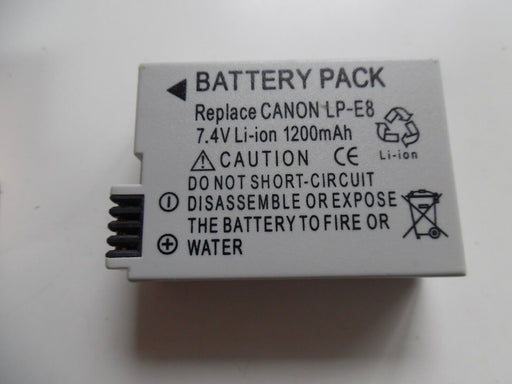 BATTERY PACK
Replace CANON LP-E8
7.4V Li-ion 1200mAh
Li-ion
CAUTION CE
DO NOT SHORT-CIRCUIT
DISASSEMBLE OR EXPOSE
THE BATTERY TO FIRE OR
WATER